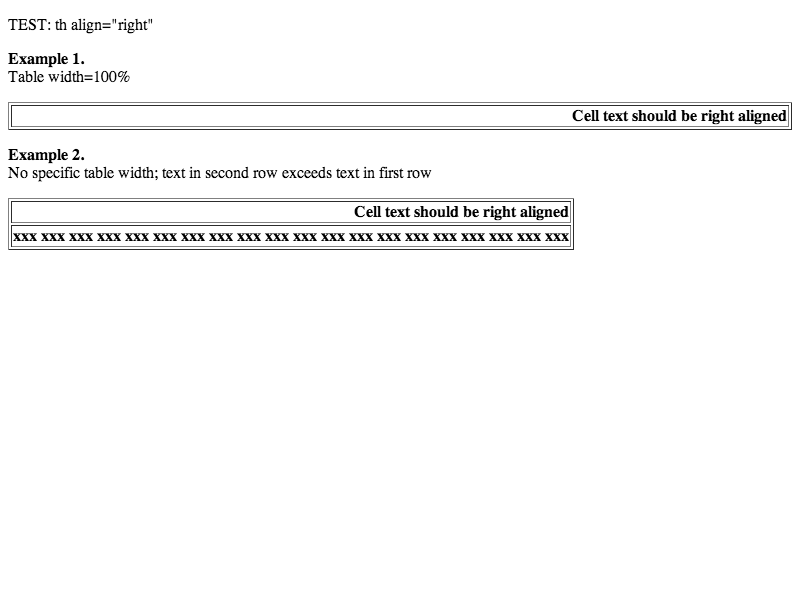 TEST: th align="right"
Example 1.
Table width=100%
Cell text should be right aligned
Example 2.
No specific table width; text in second row exceeds text in first row
Cell text should be right aligned
xxx xxx xxx xxx xxx xxx xxx xxx xxx xxx xxx xxx xxx xxx xxx xxx xxx xxx xxx xxx